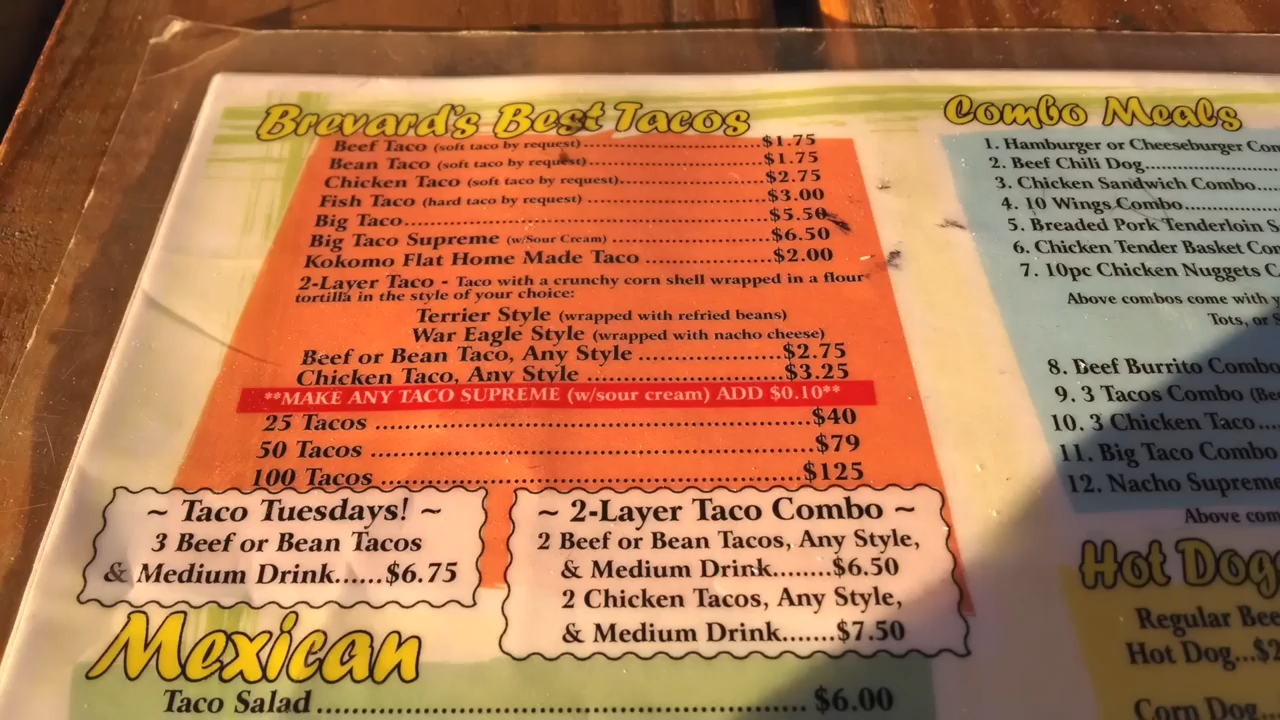 Brevard's Best Tacos
Beef Taco (soft taco by request)..............................$1.75
Bean Taco (soft taco by request)..............................$1.75
Chicken Taco (soft taco by request)........................$2.75
Fish Taco (hard taco by request) ..........................$3.00
Big Taco..........................................................$5.50
Big Taco Supreme (w/Sour Cream) ..........................$6.50
Kokomo Flat Home Made Taco .....................$2.00
2-Layer Taco - Taco with a crunchy corn shell wrapped in a flour
tortilla in the style of your choice:
Terrier Style (wrapped with refried beans)
War Eagle Style (wrapped with nacho cheese)
Beef or Bean Taco, Any Style .......................$2.75
Chicken Taco, Any Style ...............................$3.25
**MAKE ANY TACO SUPREME (w/sour cream) ADD $0.10**
25 Tacos ...............................................................$40
50 Tacos ................................................................$79
100 Tacos ..............................................................$125
~ Taco Tuesdays! ~
3 Beef or Bean Tacos
& Medium Drink......$6.75
~ 2-Layer Taco Combo ~
2 Beef or Bean Tacos, Any Style,
& Medium Drink........$6.50
2 Chicken Tacos, Any Style,
& Medium Drink.......$7.50
Mexican
Taco Salad.......................................................$6.00
Combo Meals
1. Hamburger or Cheeseburger
2. Beef Chili Dog
3. Chicken Sandwich Combo....
4. 10 Wings Combo
5. Breaded Pork Tenderloin
6. Chicken Tender Basket
7. 10pc Chicken Nuggets
Above combos come with
Tots, or
8. Beef Burrito Combo
9. 3 Tacos Combo
10. 3 Chicken Taco....
11. Big Taco Combo
12. Nacho Supreme
Above
Hot
Regular
Hot Dog...
Corn Dog